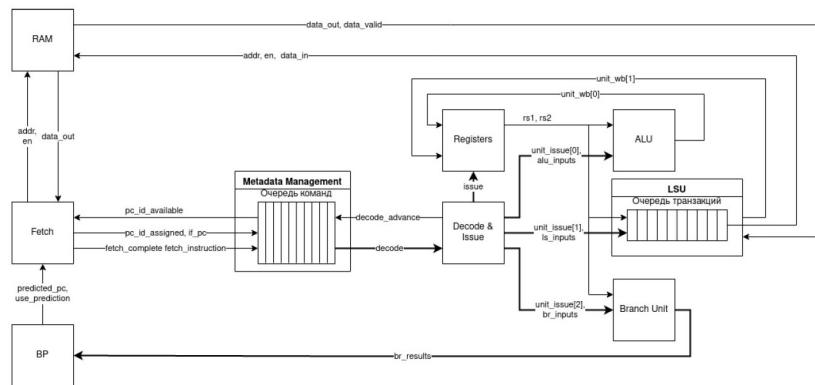 data_out, data_valid
RAM
addr, en,  data_in
unit_wb[1]
unit_wb[0]
addr,
en
data_out
Registers
rs1, rs2
ALU
unit_issue[0],
alu_inputs
issue
Metadata Management
Очередь команд
LSU
Очередь транзакций
pc_id_available
decode_advance
Fetch
pc_id_assigned, if_pc
Decode &
Issue
unit_issue[1],
ls_inputs
fetch_complete fetch_instruction
decode
predicted_pc,
use_prediction
unit_issue[2],
br_inputs
Branch Unit
BP
br_results